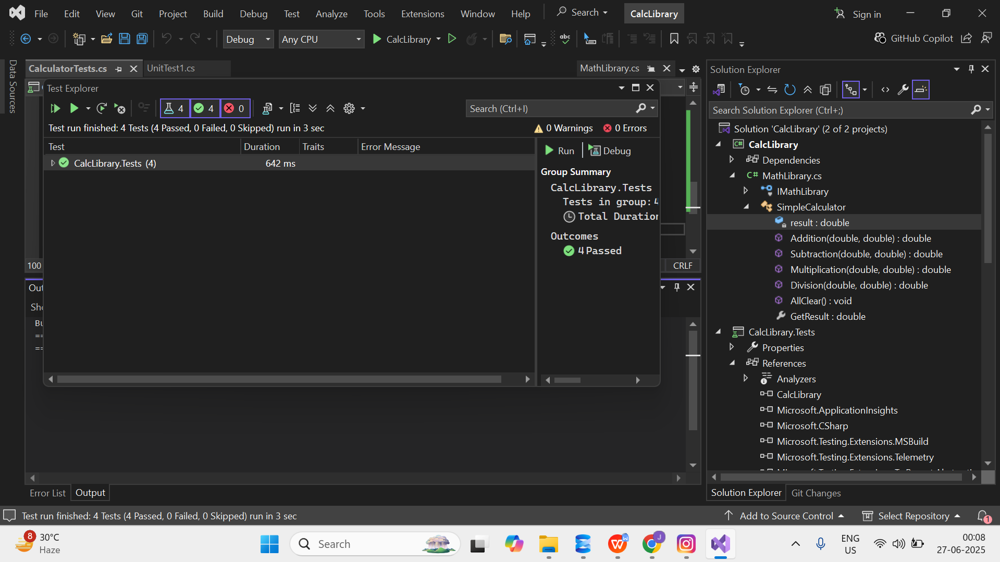 File Edit View Git Project Build Debug Test Analyze Tools Extensions Window Help Search CalcLibrary Sign in
Debug Any CPU CalcLibrary GitHub Copilot
Data Sources
CalculatorTests.cs UnitTest1.cs MathLibrary.cs
Test Explorer
4 4 0
Search (Ctrl+I)
Test run finished: 4 Tests (4 Passed, 0 Failed, 0 Skipped) run in 3 sec 0 Warnings 0 Errors
Test Duration Traits Error Message
CalcLibrary.Tests (4) 642 ms
Run Debug
Group Summary
CalcLibrary.Tests
Tests in group: 4
Total Duration
Outcomes
4 Passed
100 CRLF
Error List Output
Solution Explorer
Search Solution Explorer (Ctrl+;)
Solution 'CalcLibrary' (2 of 2 projects)
C# CalcLibrary
Dependencies
C# MathLibrary.cs
IMathLibrary
SimpleCalculator
result : double
Addition(double, double) : double
Subtraction(double, double) : double
Multiplication(double, double) : double
Division(double, double) : double
AllClear() : void
GetResult : double
CalcLibrary.Tests
Properties
References
Analyzers
CalcLibrary
Microsoft.ApplicationInsights
Microsoft.CSharp
Microsoft.Testing.Extensions.MSBuild
Microsoft.Testing.Extensions.Telemetry
Solution Explorer Git Changes
Test run finished: 4 Tests (4 Passed, 0 Failed, 0 Skipped) run in 3 sec Add to Source Control Select Repository 1
8 30°C
Haze
Search
J
ENG
US
00:08
27-06-2025